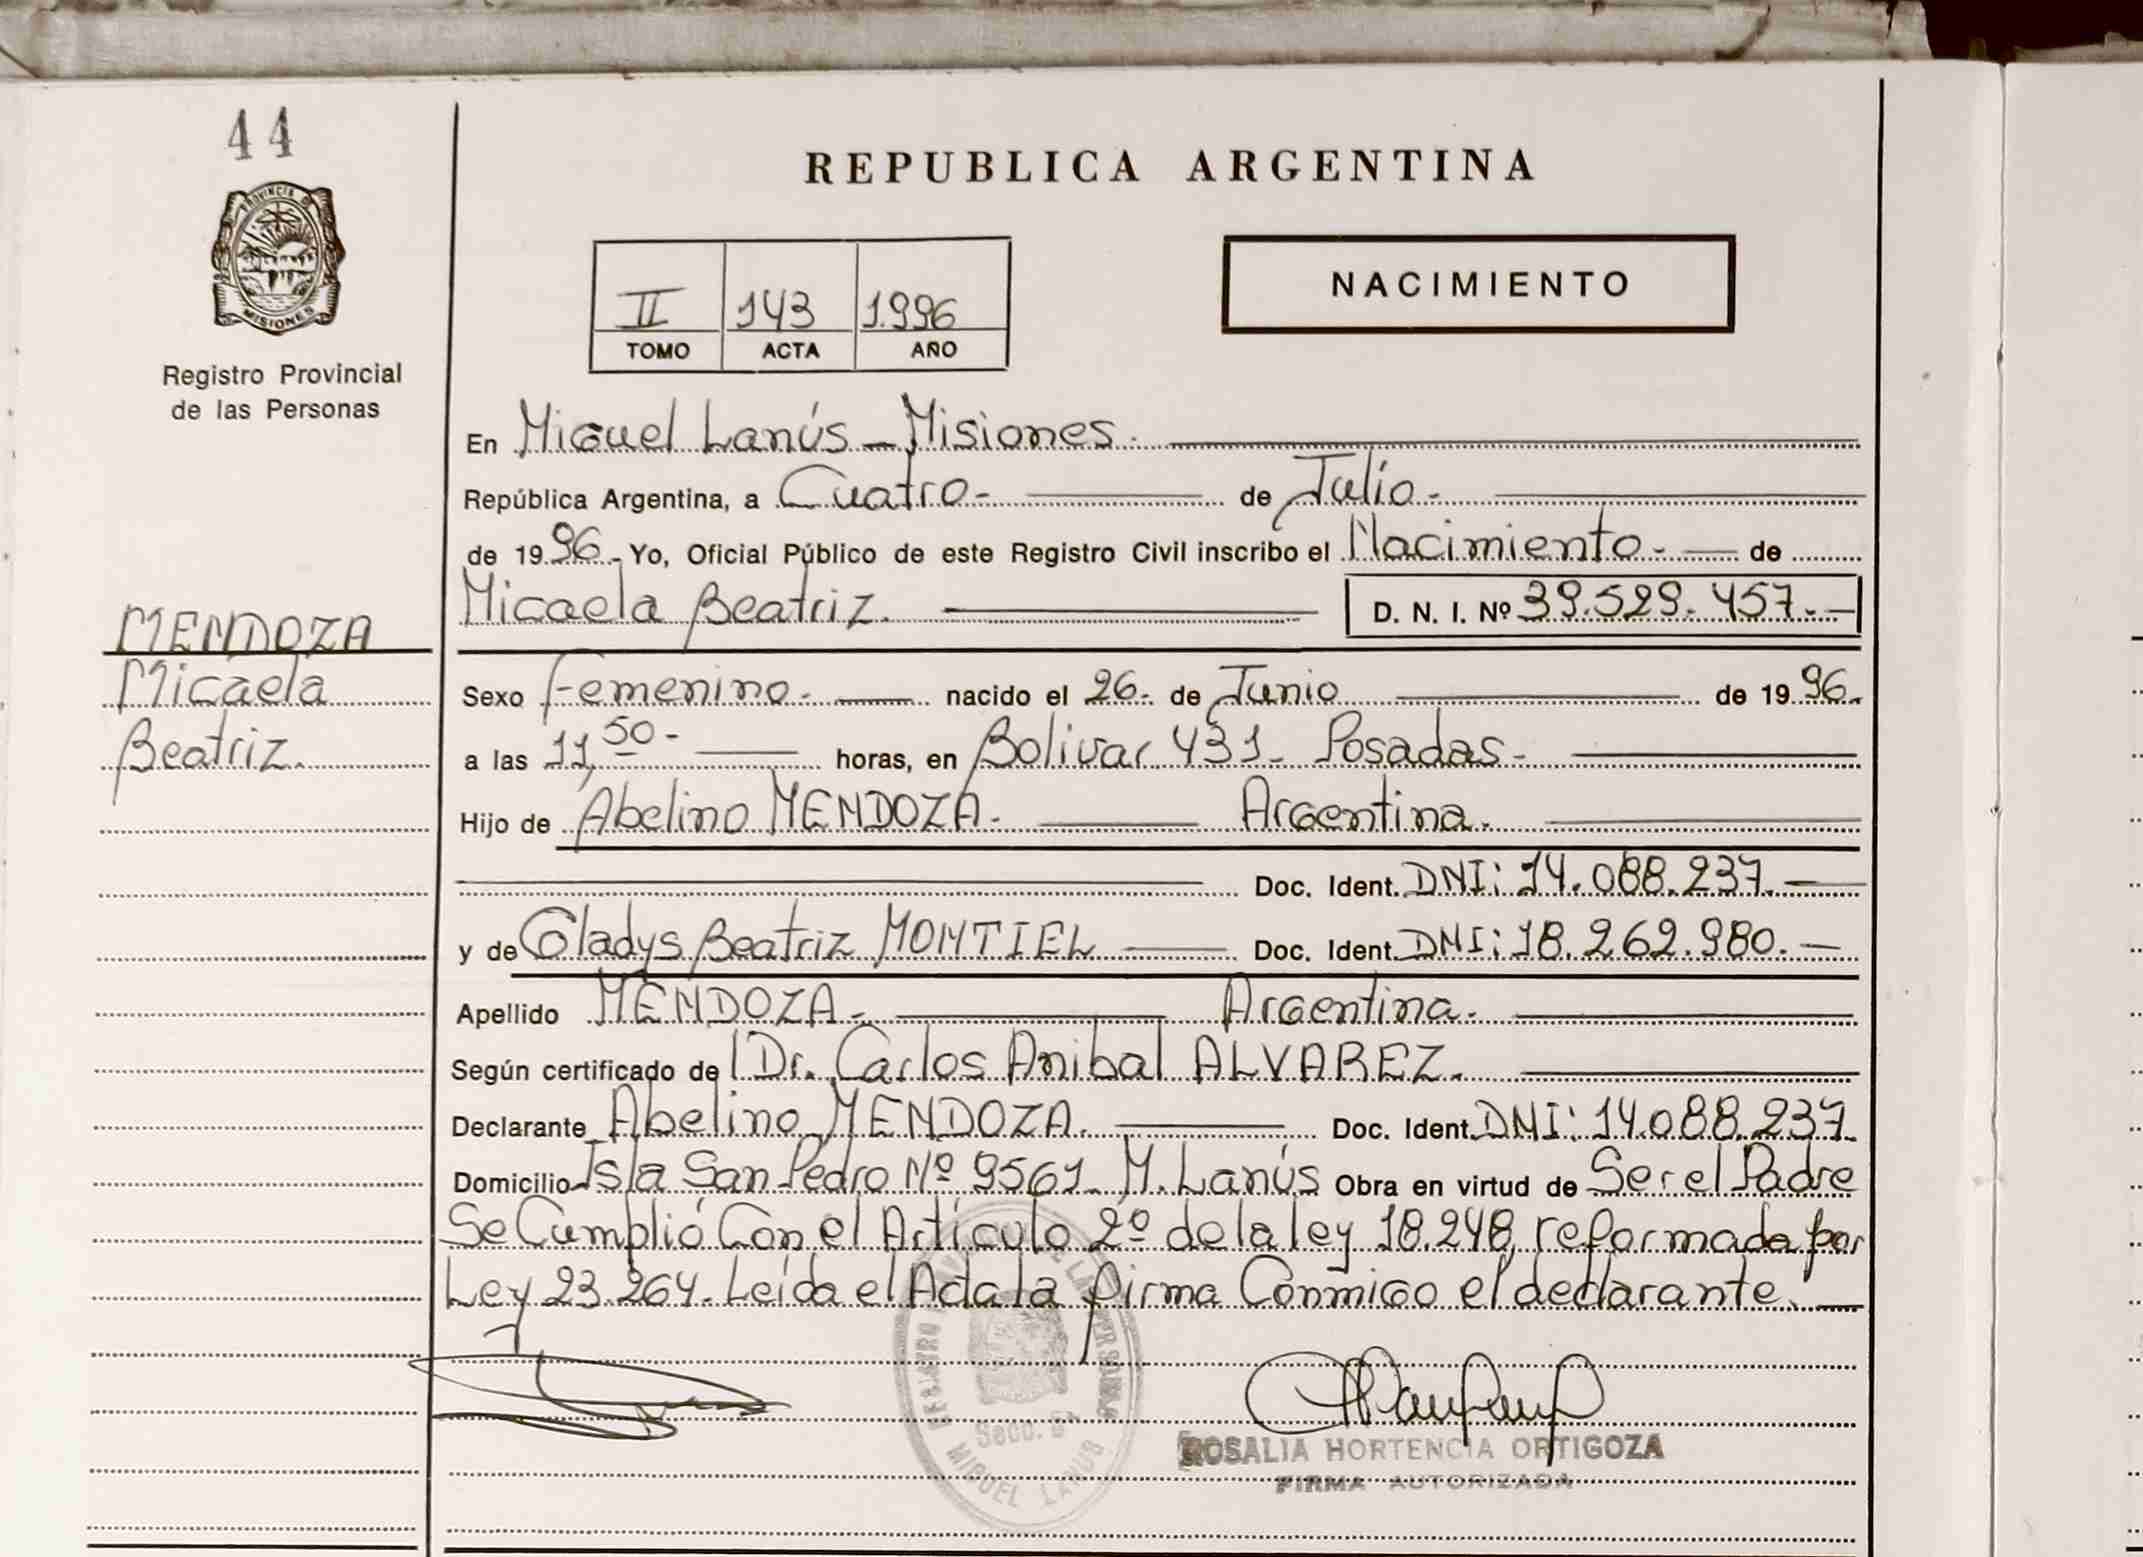 44
PROVINCIA D
MISIONES
Registro Provincial
de las Personas
MENDOZA
Micaela
Beatriz.
REPUBLICA ARGENTINA
II 143 1.996
TOMO ACTA AÑO
NACIMIENTO
En Miguel Lanús - Misiones.
República Argentina, a Cuatro.- de Julio.-
de 1996.- Yo, Oficial Público de este Registro Civil inscribo el Nacimiento.- de
Micaela Beatriz. D. N. I. Nº 39.529.457.-
Sexo Femenino.- nacido el 26.- de Junio de 1996.
a las 11,50.- horas, en Bolivar 431- Posadas.-
Hijo de Abelino MENDOZA.- Argentina.-
Doc. Ident. DNI: 14.088.237.-
y de Gladys Beatriz MONTIEL Doc. Ident. DNI: 18.262.980.-
Apellido MENDOZA.- Argentina.-
Según certificado de l Dr. Carlos Anibal ALVAREZ.
Declarante Abelino MENDOZA. Doc. Ident. DNI: 14.088.237
Domicilio Isla San Pedro Nº 9561- M. Lanús Obra en virtud de Ser el Padre
Se Cumplió Con el Artículo 2º de la ley 18.248, reformada por
Ley 23.264. Leída el Acta la firma Conmigo el declarante.
Secc. 8ª
MIGUEL LANUS
ROSALIA HORTENCIA ORTIGOZA
FIRMA AUTORIZADA